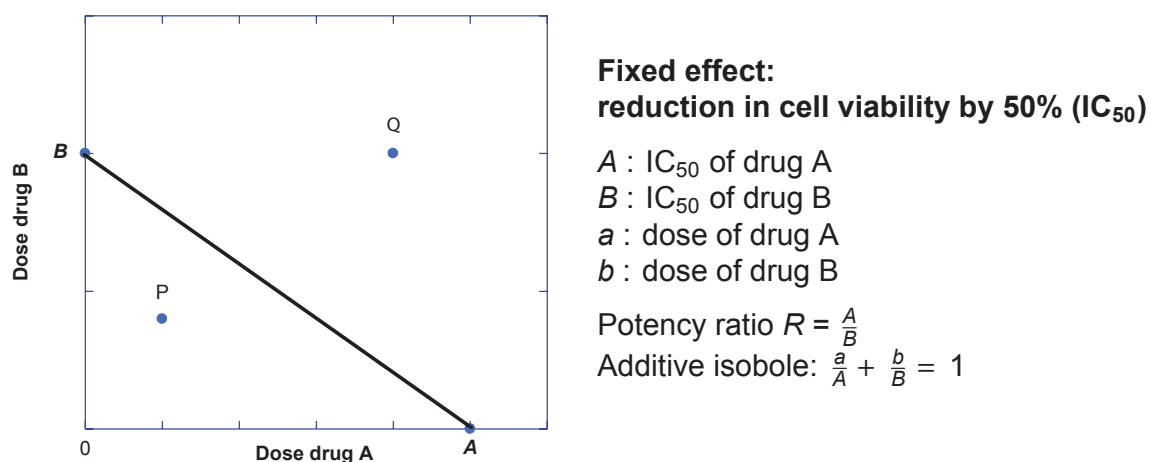 Dose drug B
B
Q
P
0
Dose drug A
A
Fixed effect:
reduction in cell viability by 50% (IC₅₀)
A : IC₅₀ of drug A
B : IC₅₀ of drug B
a : dose of drug A
b : dose of drug B
Potency ratio R = A/B
Additive isobole: a/A + b/B = 1